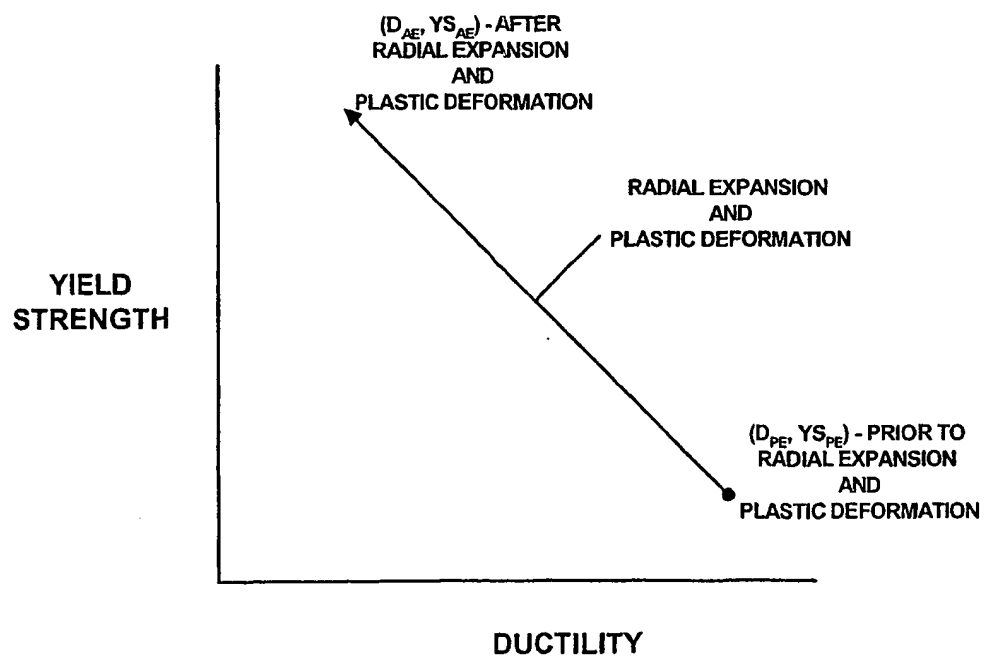 (D_AE, YS_AE) - AFTER
RADIAL EXPANSION
AND
PLASTIC DEFORMATION
RADIAL EXPANSION
AND
PLASTIC DEFORMATION
YIELD
STRENGTH
(D_PE, YS_PE) - PRIOR TO
RADIAL EXPANSION
AND
PLASTIC DEFORMATION
DUCTILITY